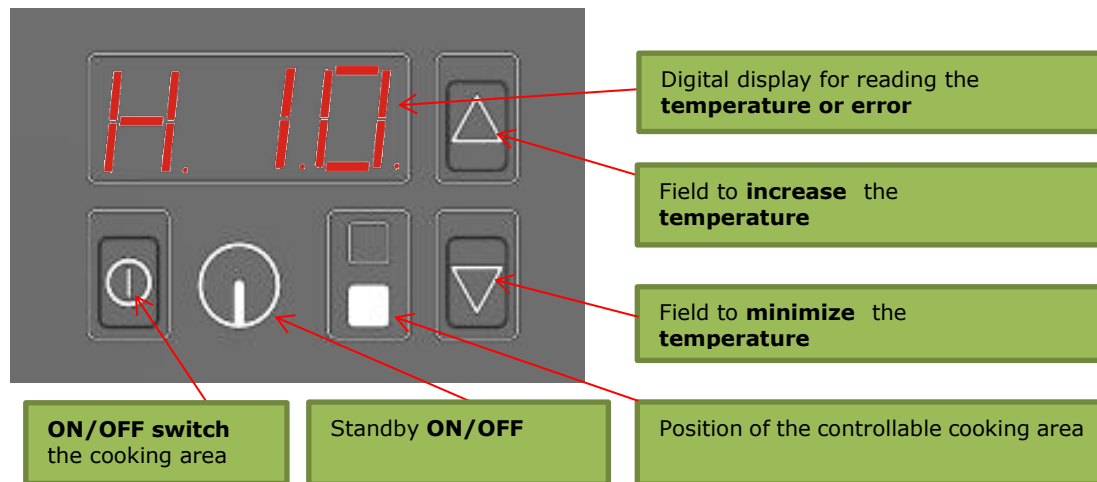 H. 1.0.
Digital display for reading the
temperature or error
Field to increase the
temperature
Field to minimize the
temperature
ON/OFF switch
the cooking area
Standby ON/OFF
Position of the controllable cooking area